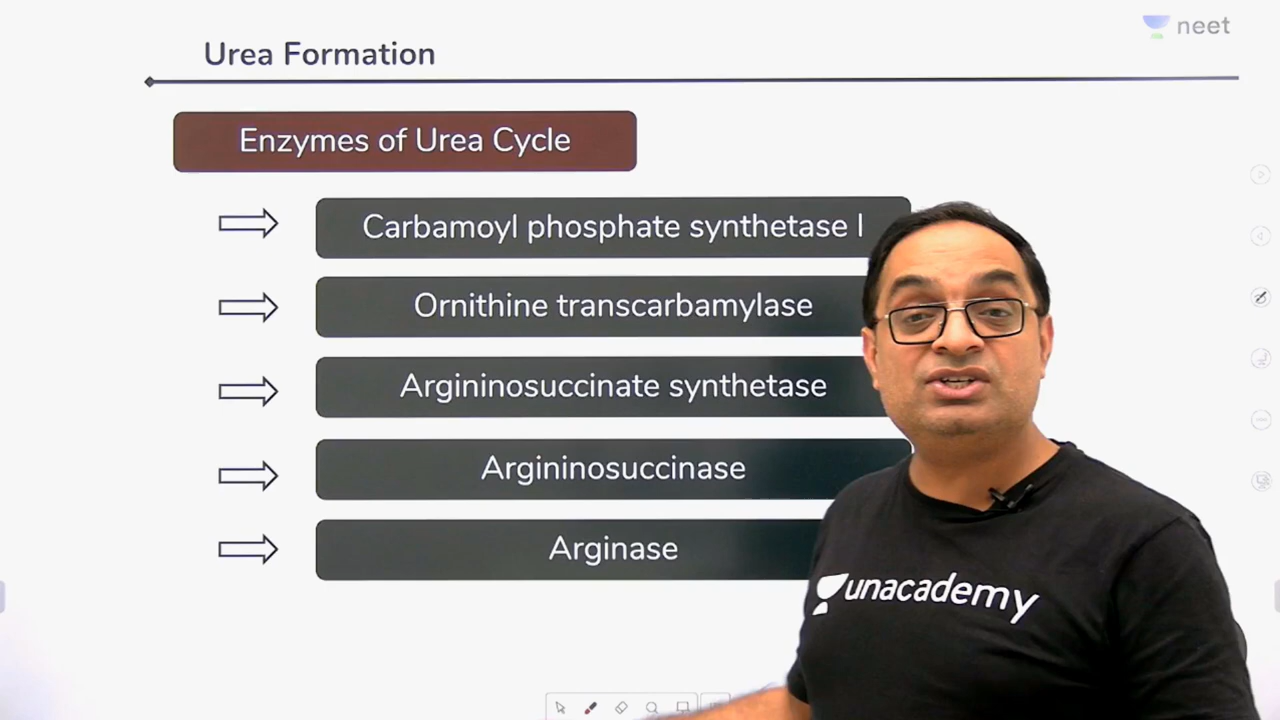 neet
Urea Formation
Enzymes of Urea Cycle
Carbamoyl phosphate synthetase I
Ornithine transcarbamylase
Argininosuccinate synthetase
Argininosuccinase
Arginase
unacademy